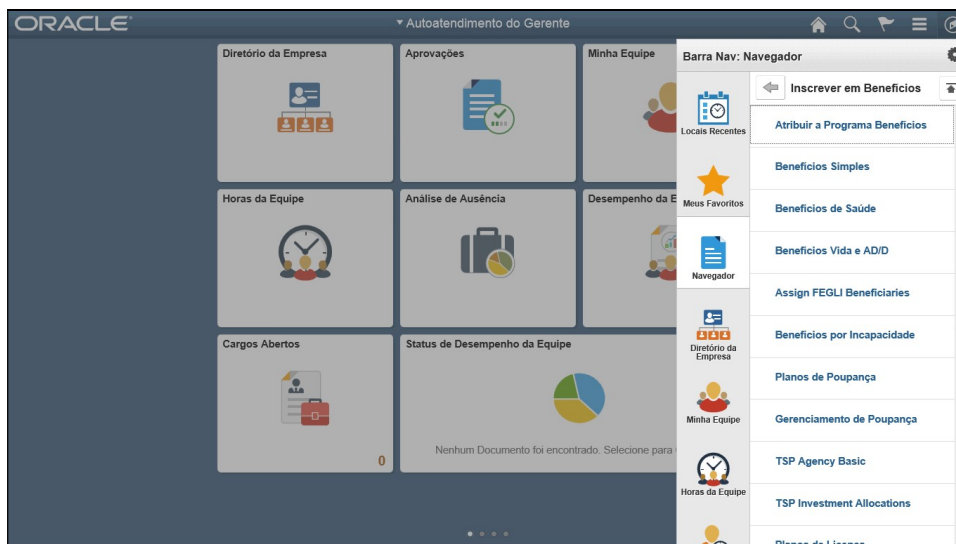 ORACLE
Autoatendimento do Gerente
Diretório da Empresa
Aprovações
Minha Equipe
Horas da Equipe
Análise de Ausência
Desempenho da E
Cargos Abertos
0
Status de Desempenho da Equipe
Nenhum Documento foi encontrado. Selecione para
Barra Nav: Navegador
Locais Recentes
Meus Favoritos
Navegador
Diretório da
Empresa
Minha Equipe
Horas da Equipe
Inscrever em Benefícios
Atribuir a Programa Benefícios
Benefícios Simples
Benefícios de Saúde
Benefícios Vida e AD/D
Assign FEGLI Beneficiaries
Benefícios por Incapacidade
Planos de Poupança
Gerenciamento de Poupança
TSP Agency Basic
TSP Investment Allocations